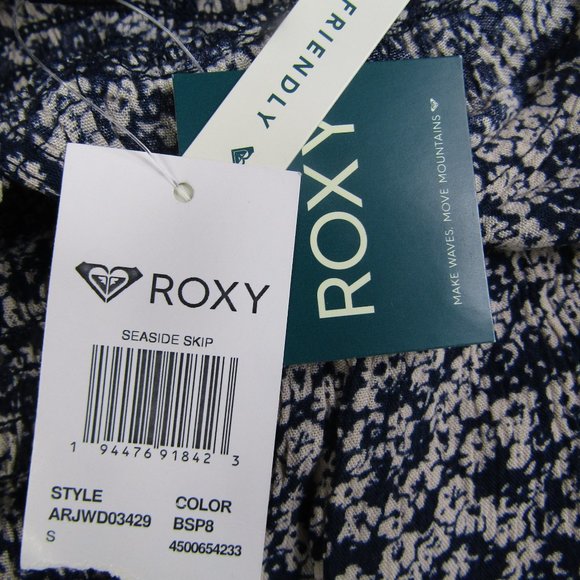 FRIENDLY
ROXY
MAKE WAVES. MOVE MOUNTAINS
ROXY
SEASIDE SKIP
1 94476 91842 3
STYLE COLOR
ARJWD03429 BSP8
S 4500654233